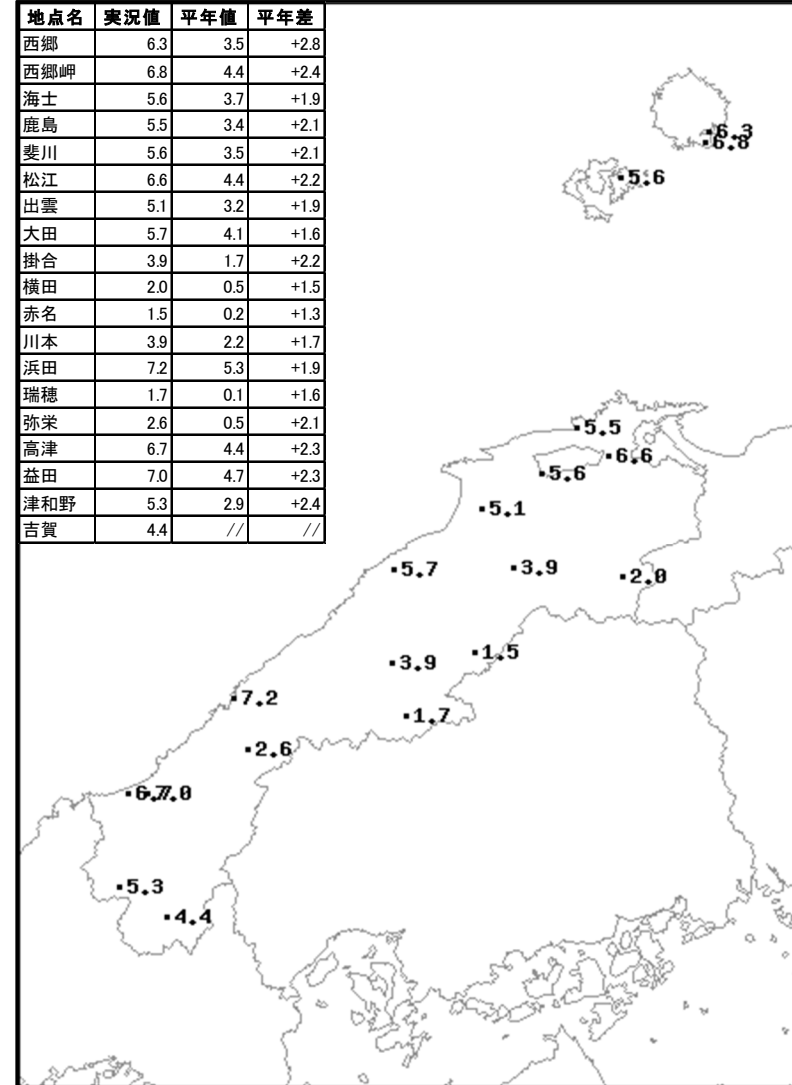 地点名 実況値 平年値 平年差
西郷 6.3 3.5 +2.8
西郷岬 6.8 4.4 +2.4
海士 5.6 3.7 +1.9
鹿島 5.5 3.4 +2.1
斐川 5.6 3.5 +2.1
松江 6.6 4.4 +2.2
出雲 5.1 3.2 +1.9
大田 5.7 4.1 +1.6
掛合 3.9 1.7 +2.2
横田 2.0 0.5 +1.5
赤名 1.5 0.2 +1.3
川本 3.9 2.2 +1.7
浜田 7.2 5.3 +1.9
瑞穂 1.7 0.1 +1.6
弥栄 2.6 0.5 +2.1
高津 6.7 4.4 +2.3
益田 7.0 4.7 +2.3
津和野 5.3 2.9 +2.4
吉賀 4.4 // //
6.3
6.8
5.6
5.5
6.6
5.6
5.1
5.7
3.9
2.0
1.5
3.9
7.2
1.7
2.6
6.7
7.0
5.3
4.4